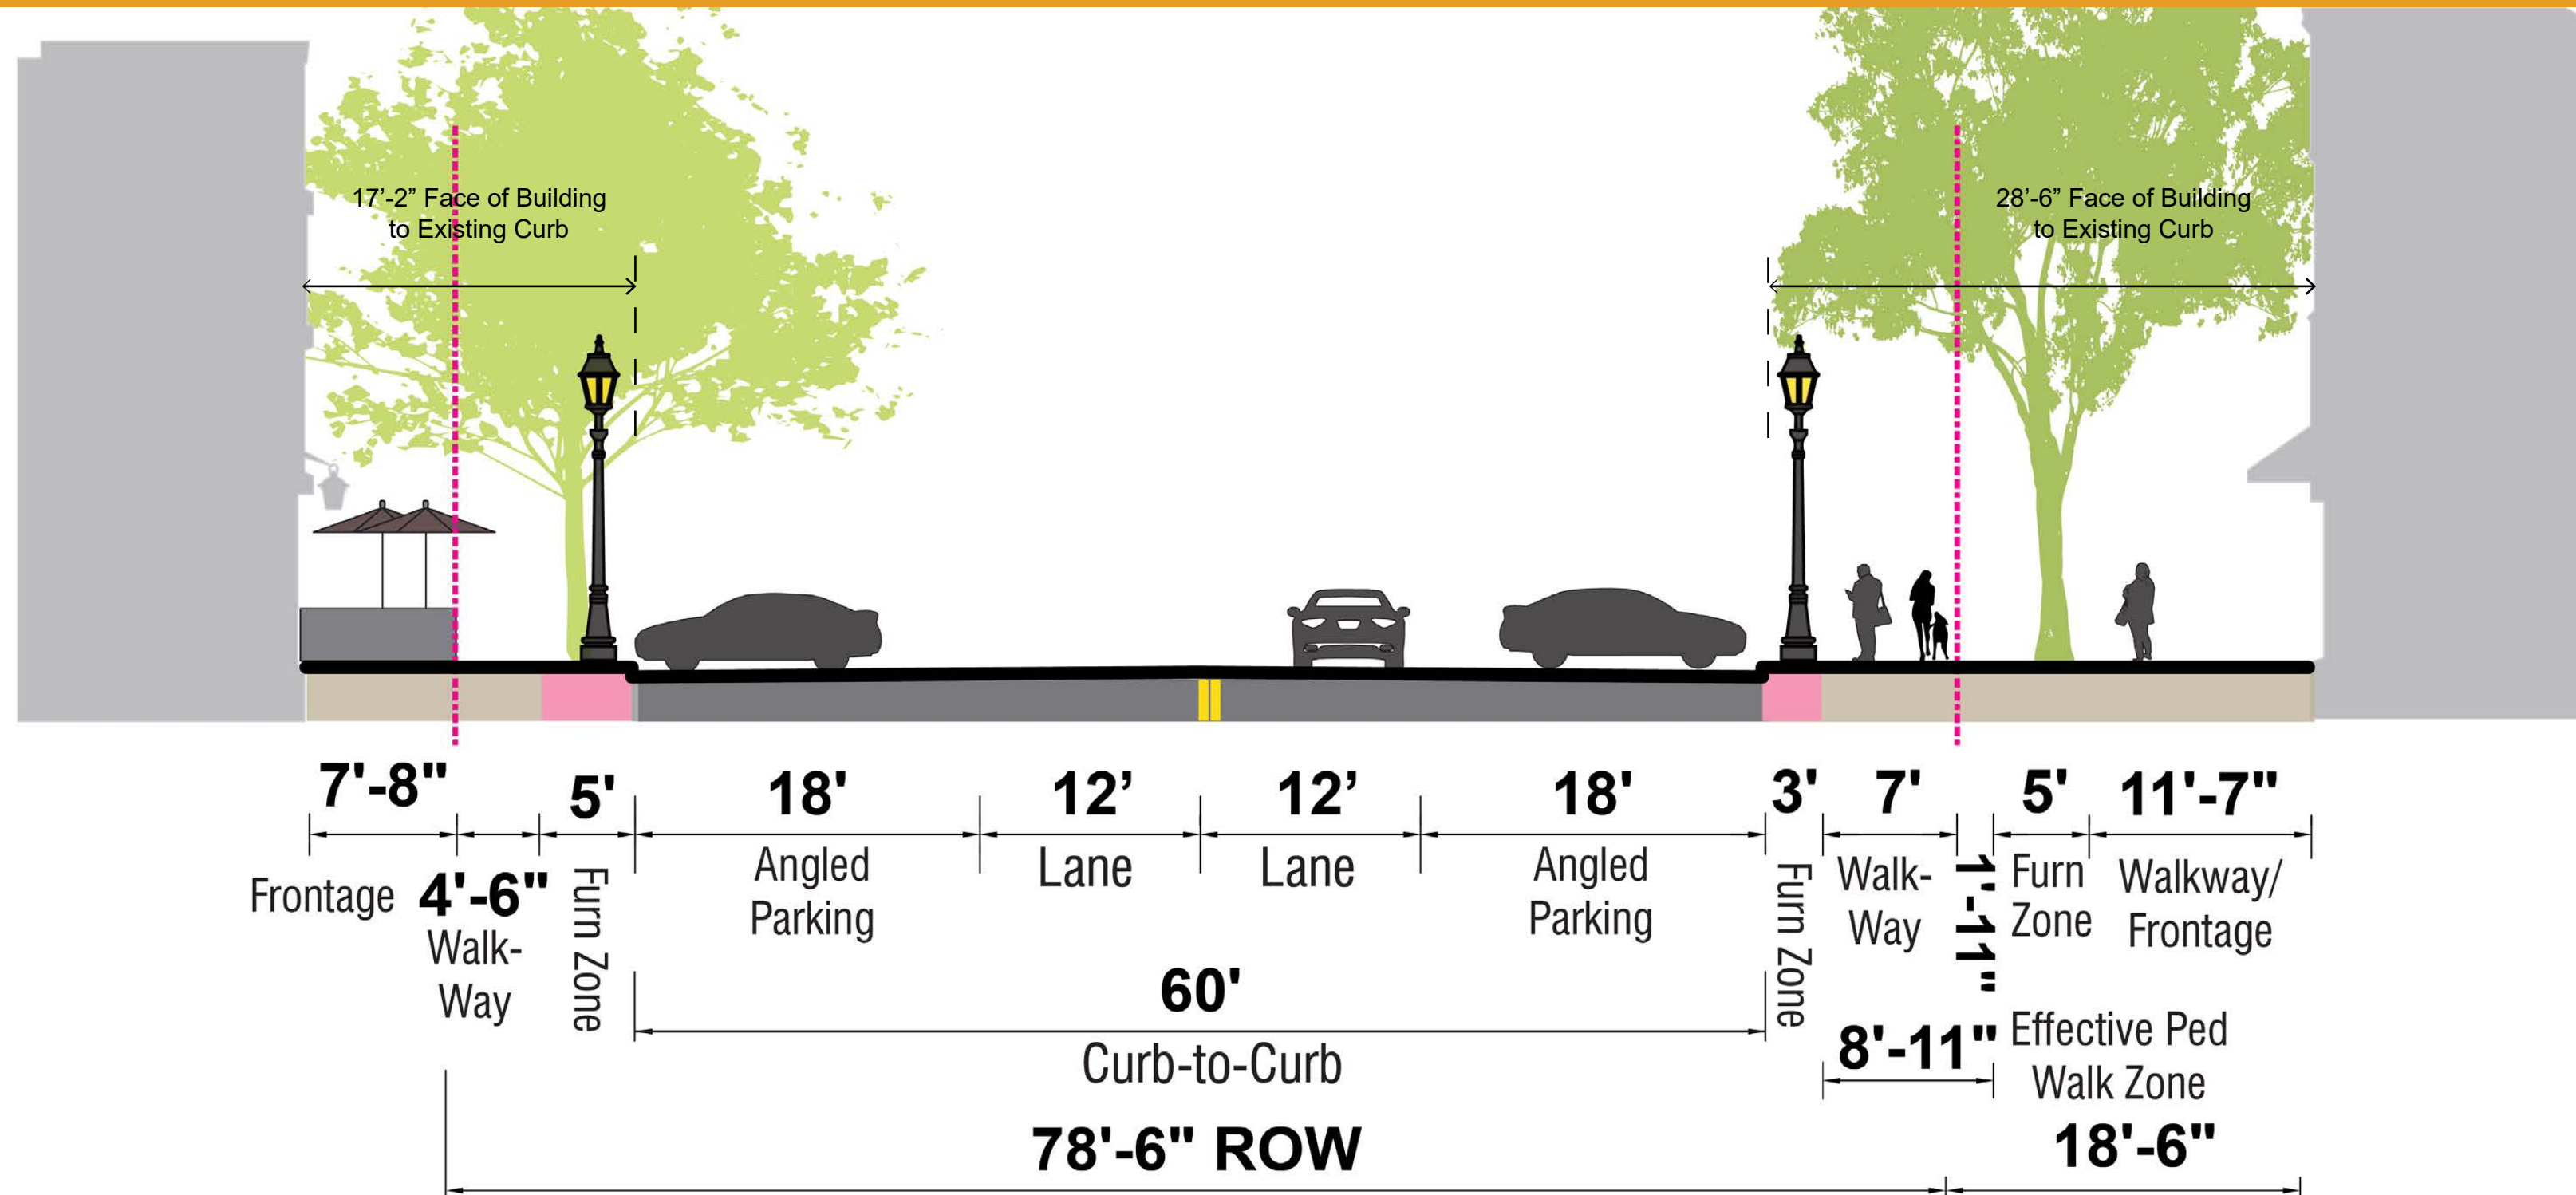 17’-2” Face of Building
to Existing Curb
28’-6” Face of Building
to Existing Curb
7'-8"
5'
18'
12’
12’
18'
3'
7'
5'
11'-7"
Frontage
4'-6"
Walk-
Way
Furn Zone
Angled
Parking
Lane
Lane
Angled
Parking
Furn Zone
Walk-
Way
1'-11"
Furn
Zone
Walkway/
Frontage
60'
Curb-to-Curb
8'-11"
Effective Ped
Walk Zone
78'-6" ROW
18'-6"